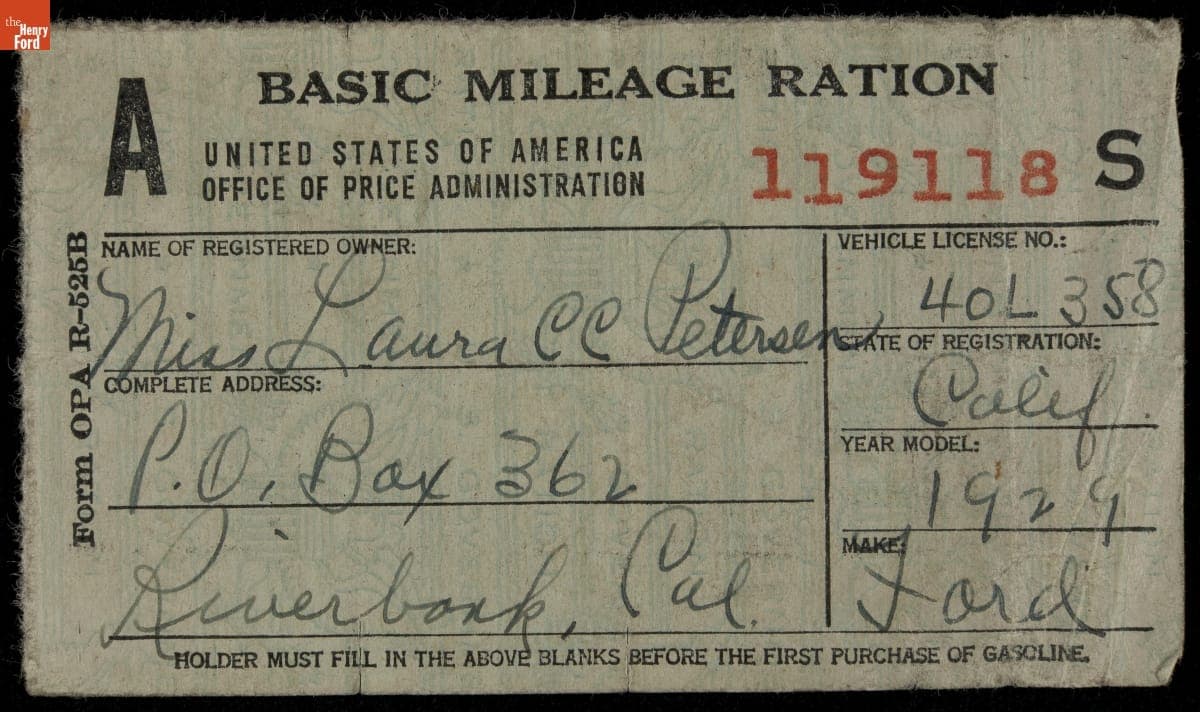 the
Henry
Ford
A
BASIC MILEAGE RATION
UNITED STATES OF AMERICA
OFFICE OF PRICE ADMINISTRATION
119118 S
Form OPA R-525B
NAME OF REGISTERED OWNER:
Miss Laura CC Petersen,
COMPLETE ADDRESS:
P.O. Box 362
Riverbank, Cal.
VEHICLE LICENSE NO.:
40L 358
STATE OF REGISTRATION:
Calif.
YEAR MODEL:
1929
MAKE:
Ford
HOLDER MUST FILL IN THE ABOVE BLANKS BEFORE THE FIRST PURCHASE OF GASOLINE.